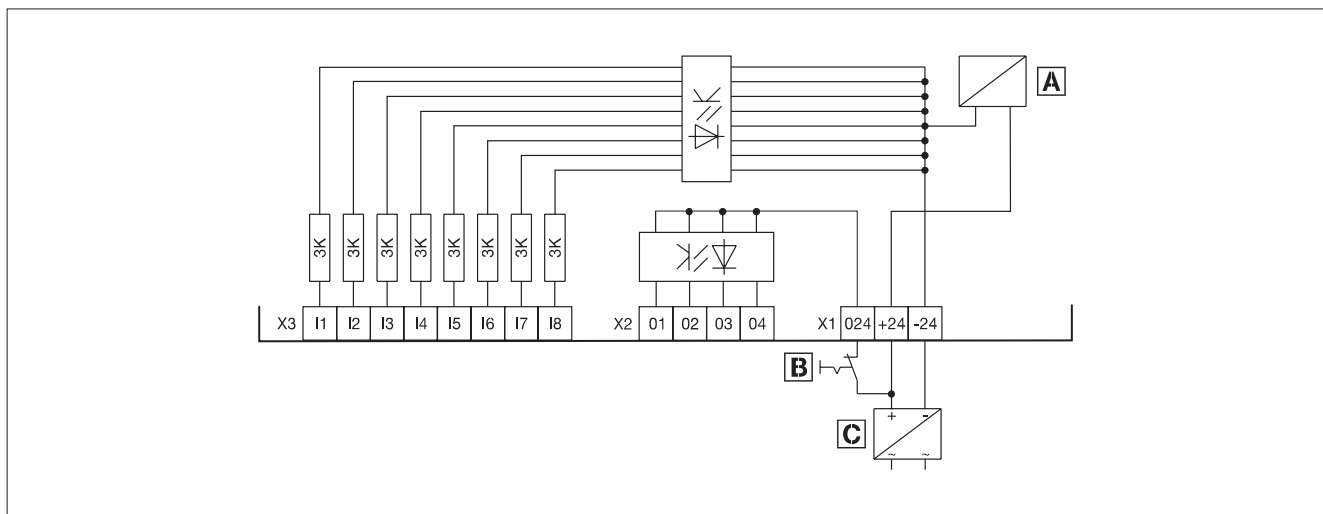 A
3K 3K 3K 3K 3K 3K 3K 3K
X3 I1 I2 I3 I4 I5 I6 I7 I8 X2 01 02 03 04 X1 024 +24 -24
B
+ -
C
~ ~